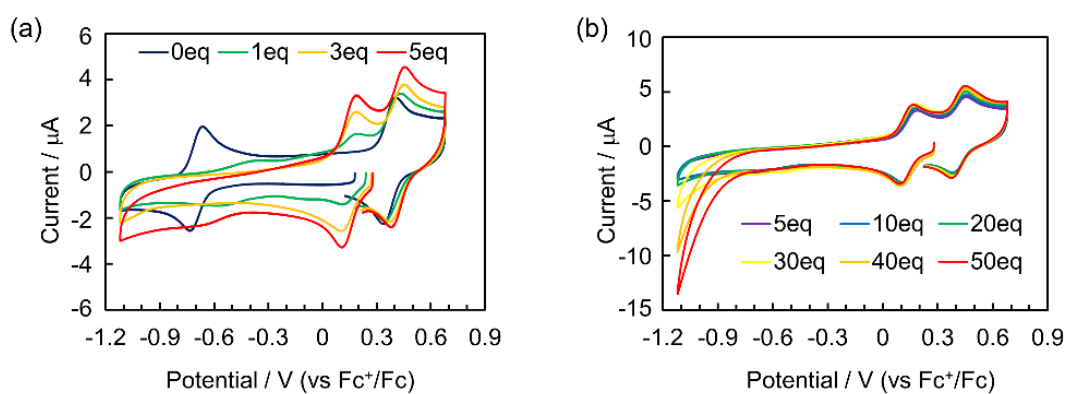 (a)
0eq 1eq 3eq 5eq
6
4
2
0
-2
-4
-6
Current / μA
-1.2 -0.9 -0.6 -0.3 0 0.3 0.6 0.9
Potential / V (vs Fc⁺/Fc)
(b)
10
5
0
-5
-10
-15
Current / μA
5eq 10eq 20eq
30eq 40eq 50eq
-1.2 -0.9 -0.6 -0.3 0 0.3 0.6 0.9
Potential / V (vs Fc⁺/Fc)